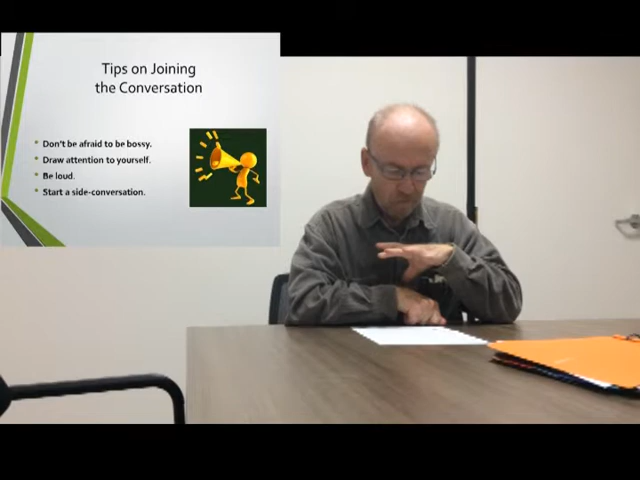 Tips on Joining
the Conversation
Don't be afraid to be bossy.
Draw attention to yourself.
Be loud.
Start a side-conversation.